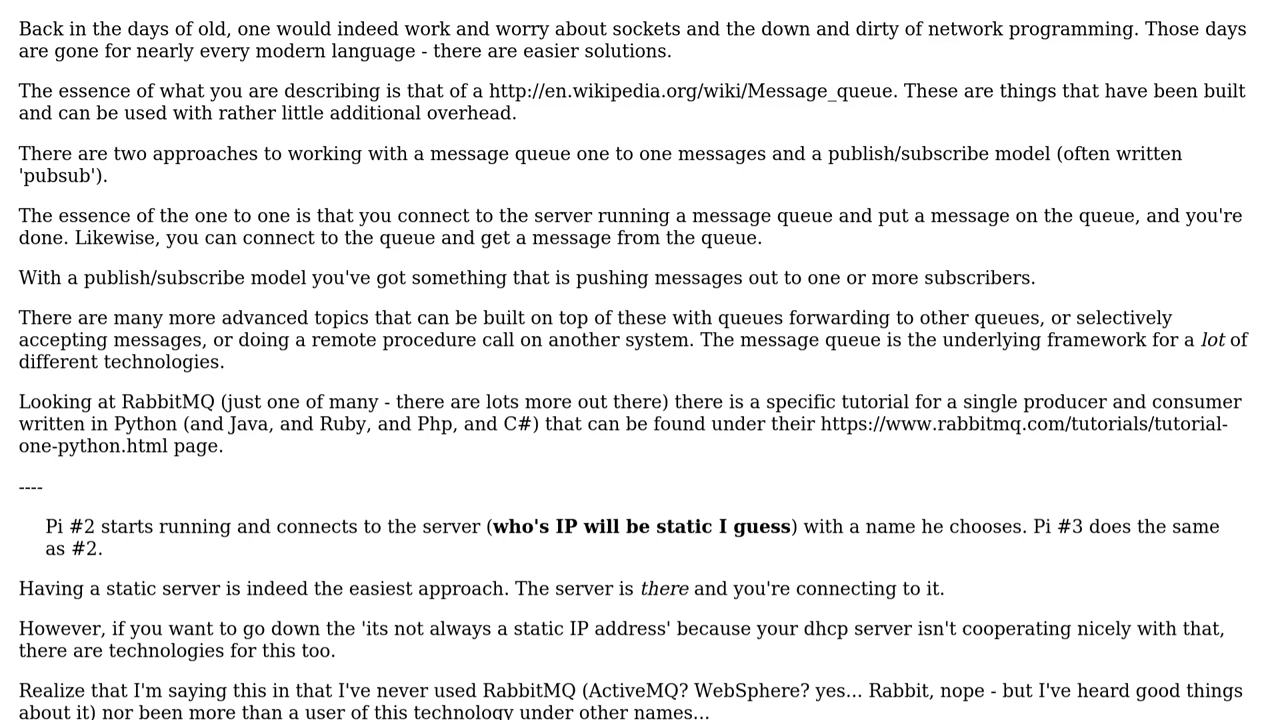 Back in the days of old, one would indeed work and worry about sockets and the down and dirty of network programming. Those days
are gone for nearly every modern language - there are easier solutions.
The essence of what you are describing is that of a http://en.wikipedia.org/wiki/Message_queue. These are things that have been built
and can be used with rather little additional overhead.
There are two approaches to working with a message queue one to one messages and a publish/subscribe model (often written
'pubsub').
The essence of the one to one is that you connect to the server running a message queue and put a message on the queue, and you're
done. Likewise, you can connect to the queue and get a message from the queue.
With a publish/subscribe model you've got something that is pushing messages out to one or more subscribers.
There are many more advanced topics that can be built on top of these with queues forwarding to other queues, or selectively
accepting messages, or doing a remote procedure call on another system. The message queue is the underlying framework for a lot of
different technologies.
Looking at RabbitMQ (just one of many - there are lots more out there) there is a specific tutorial for a single producer and consumer
written in Python (and Java, and Ruby, and Php, and C#) that can be found under their https://www.rabbitmq.com/tutorials/tutorial-
one-python.html page.
----
Pi #2 starts running and connects to the server (who's IP will be static I guess) with a name he chooses. Pi #3 does the same
as #2.
Having a static server is indeed the easiest approach. The server is there and you're connecting to it.
However, if you want to go down the 'its not always a static IP address' because your dhcp server isn't cooperating nicely with that,
there are technologies for this too.
Realize that I'm saying this in that I've never used RabbitMQ (ActiveMQ? WebSphere? yes... Rabbit, nope - but I've heard good things
about it) nor been more than a user of this technology under other names...